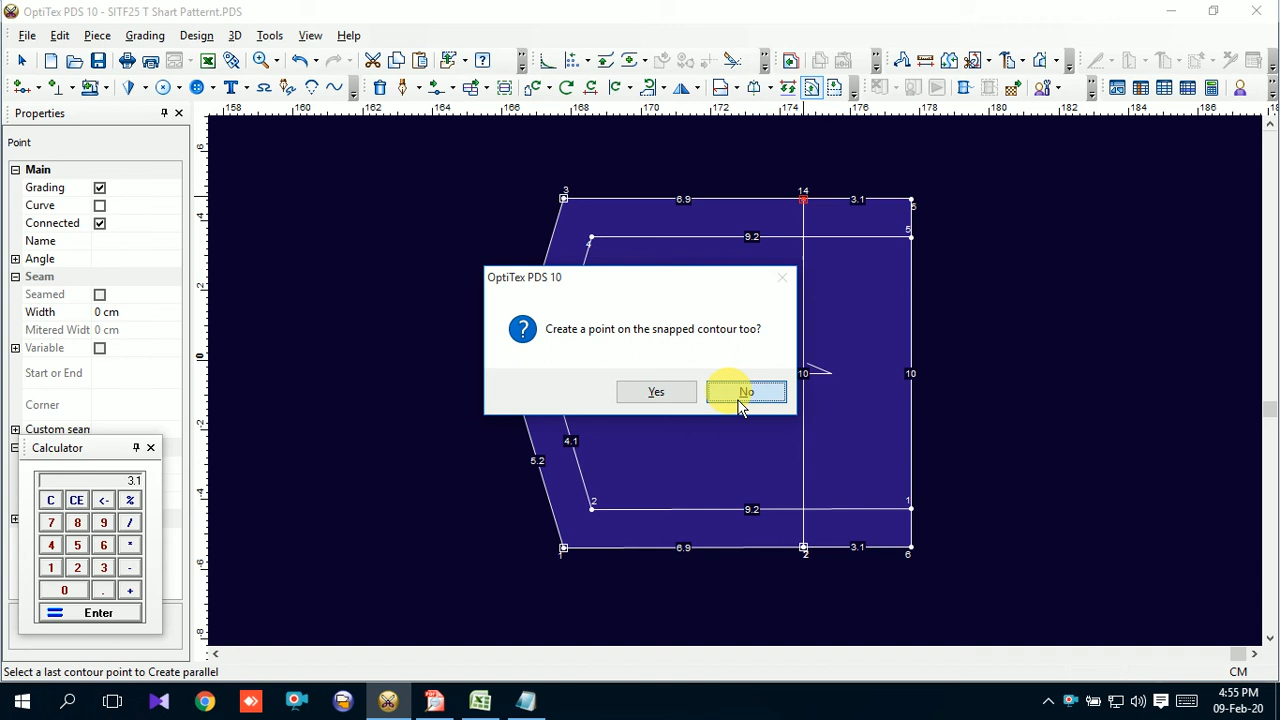 OptiTex PDS 10 - SITF25 T Shart Patternt.PDS
File Edit Piece Grading Design 3D Tools View Help
158 160 162 164 166 168 170 172 174 176 178 180 182 184 186
Properties
Point
Main
Grading
Curve
Connected
Name
Angle
Seam
Seamed
Width 0 cm
Mitered Widt 0 cm
Variable
Start or End
Corner
Custom seam
Calculator
3.1
C CE <- %
7 8 9 /
4 5 6 *
1 2 3 -
0 . +
Enter
3 14
6.9 3.1
5
4 9.2 5
OptiTex PDS 10
Create a point on the snapped contour too?
Yes No
10 10
4.1
5.2
2 9.2 1
1 6.9 2 3.1 6
Select a last contour point to Create parallel
CM
4:55 PM
09-Feb-20